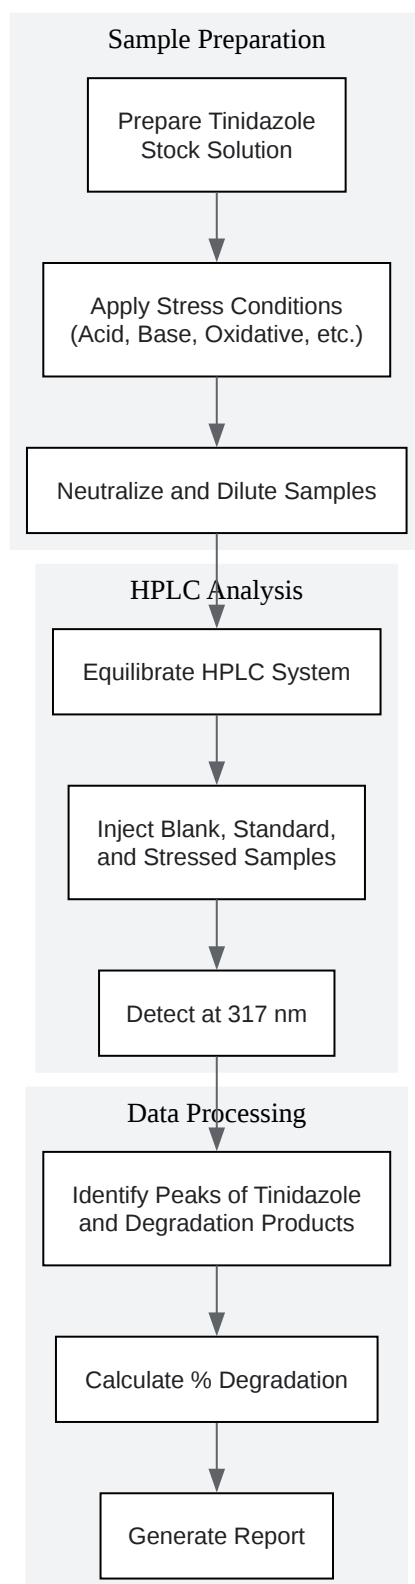 Sample Preparation
Prepare Tinidazole
Stock Solution
Apply Stress Conditions
(Acid, Base, Oxidative, etc.)
Neutralize and Dilute Samples
HPLC Analysis
Equilibrate HPLC System
Inject Blank, Standard,
and Stressed Samples
Detect at 317 nm
Data Processing
Identify Peaks of Tinidazole
and Degradation Products
Calculate % Degradation
Generate Report